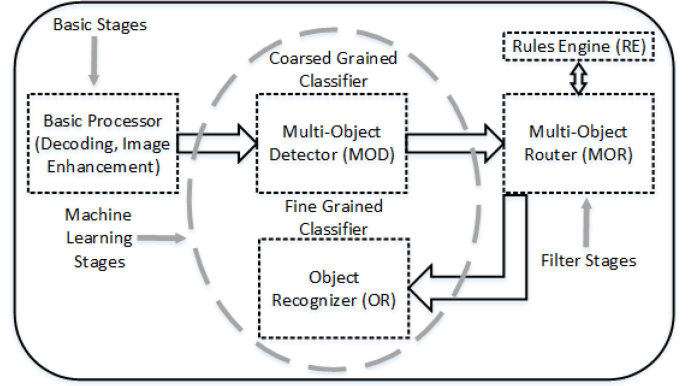 Basic Stages
Coarsed Grained
Classifier
Rules Engine (RE)
Basic Processor
(Decoding, Image
Enhancement)
Multi-Object
Detector (MOD)
Multi-Object
Router (MOR)
Machine
Learning
Stages
Fine Grained
Classifier
Object
Recognizer (OR)
Filter Stages